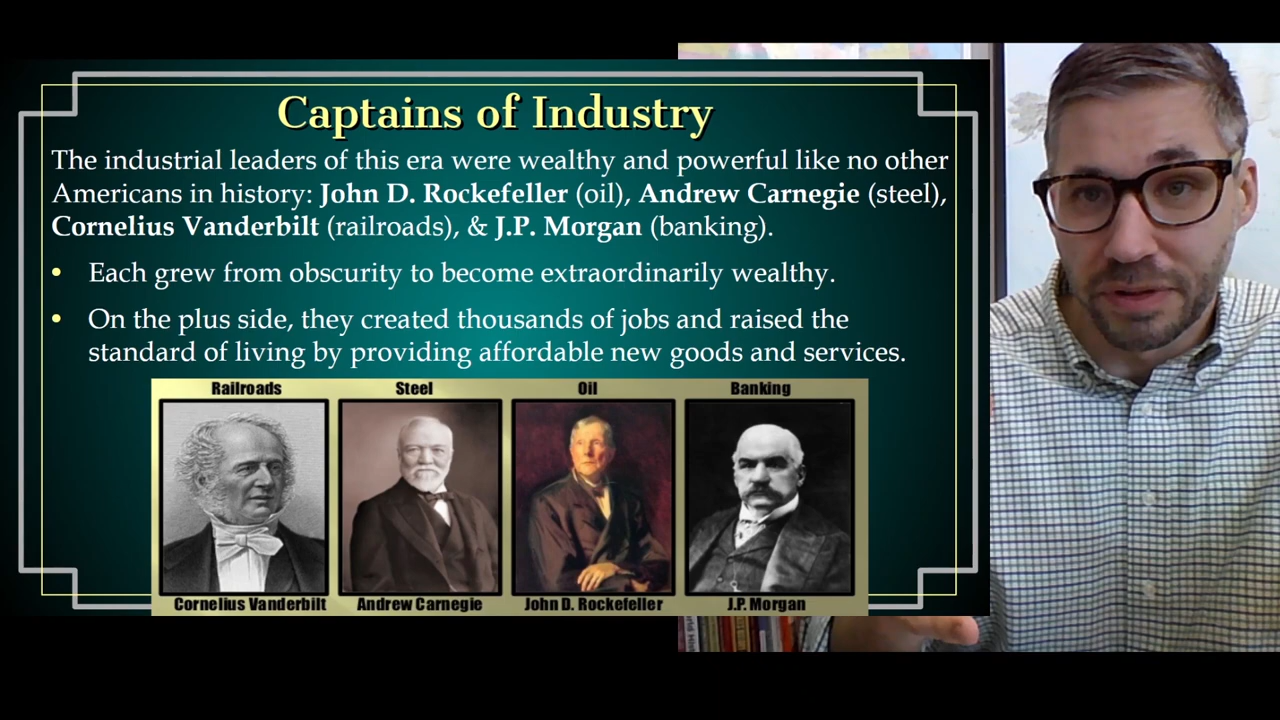 Captains of Industry
The industrial leaders of this era were wealthy and powerful like no other
Americans in history: John D. Rockefeller (oil), Andrew Carnegie (steel),
Cornelius Vanderbilt (railroads), & J.P. Morgan (banking).
• Each grew from obscurity to become extraordinarily wealthy.
• On the plus side, they created thousands of jobs and raised the
standard of living by providing affordable new goods and services.
Railroads Steel Oil Banking
Cornelius Vanderbilt Andrew Carnegie John D. Rockefeller J.P. Morgan